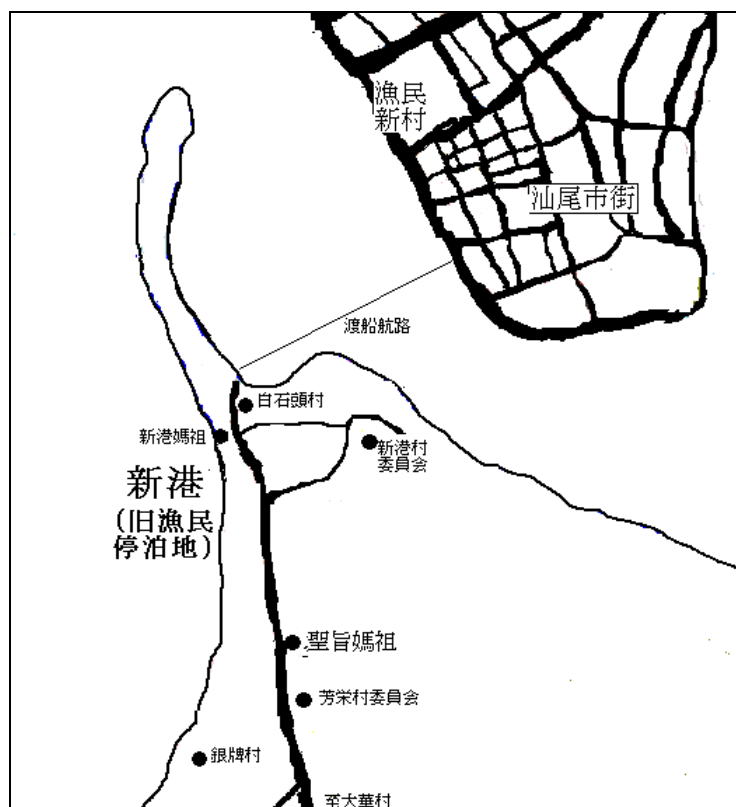 漁民
新村
汕尾市街
渡船航路
白石頭村
新港媽祖
新港村
委員会
新港
(旧漁民
停泊地)
聖旨媽祖
芳栄村委員会
銀牌村
至大華村